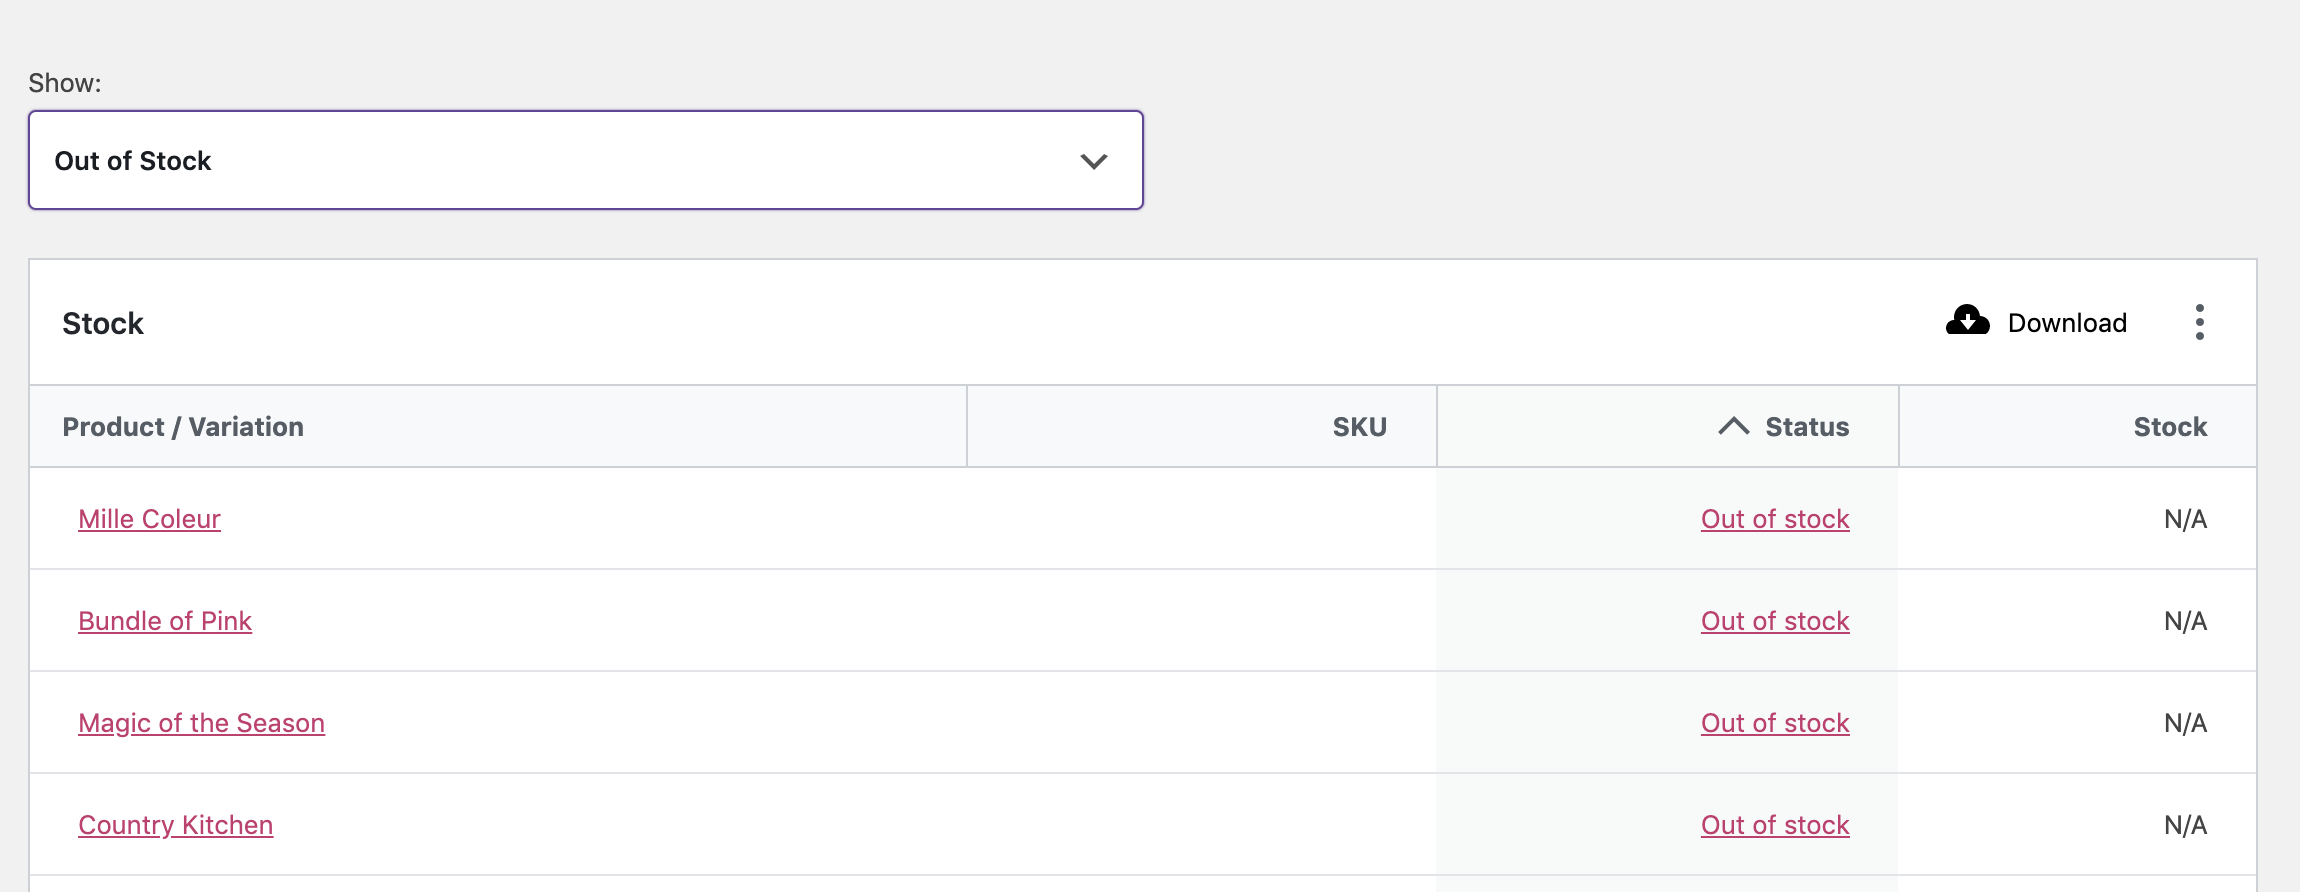 Show:
Out of Stock
Stock
Download
Product / Variation SKU Status Stock
Mille Coleur Out of stock N/A
Bundle of Pink Out of stock N/A
Magic of the Season Out of stock N/A
Country Kitchen Out of stock N/A